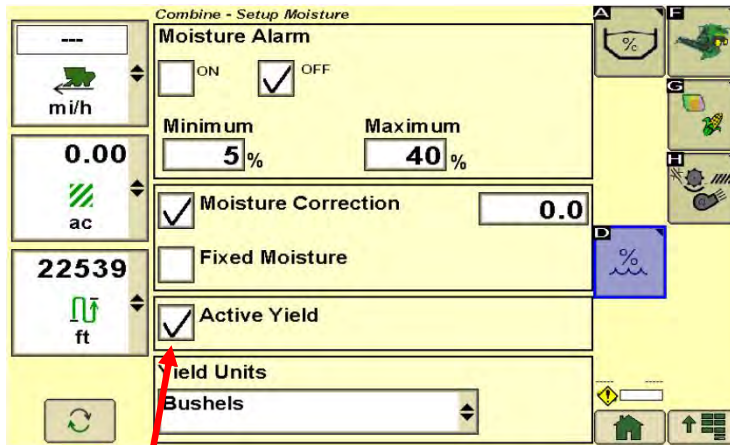 Combine - Setup Moisture
---
mi/h
0.00
ac
22539
ft
Moisture Alarm
ON
OFF
Minimum
Maximum
5 %
40 %
Moisture Correction
0.0
Fixed Moisture
Active Yield
Yield Units
Bushels
A
%
F
G
H
D
%
---- ----